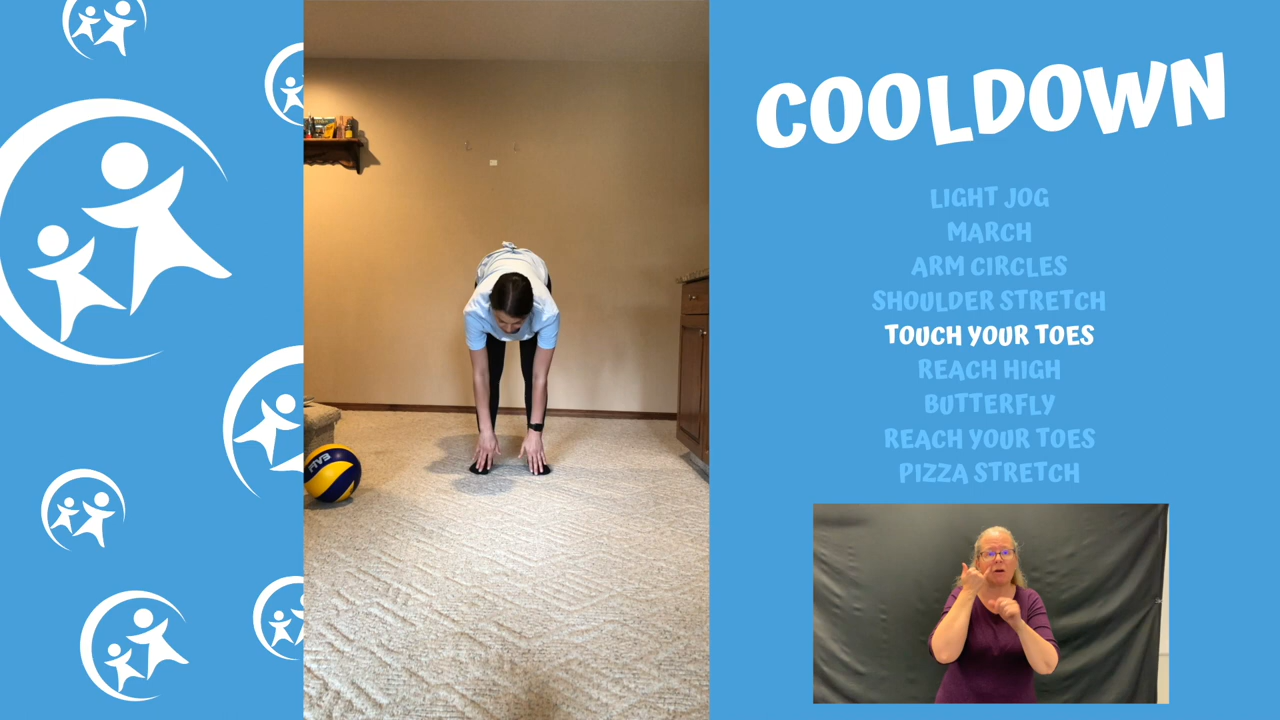 COOLDOWN
LIGHT JOG
MARCH
ARM CIRCLES
SHOULDER STRETCH
TOUCH YOUR TOES
REACH HIGH
BUTTERFLY
REACH YOUR TOES
PIZZA STRETCH
FIVB